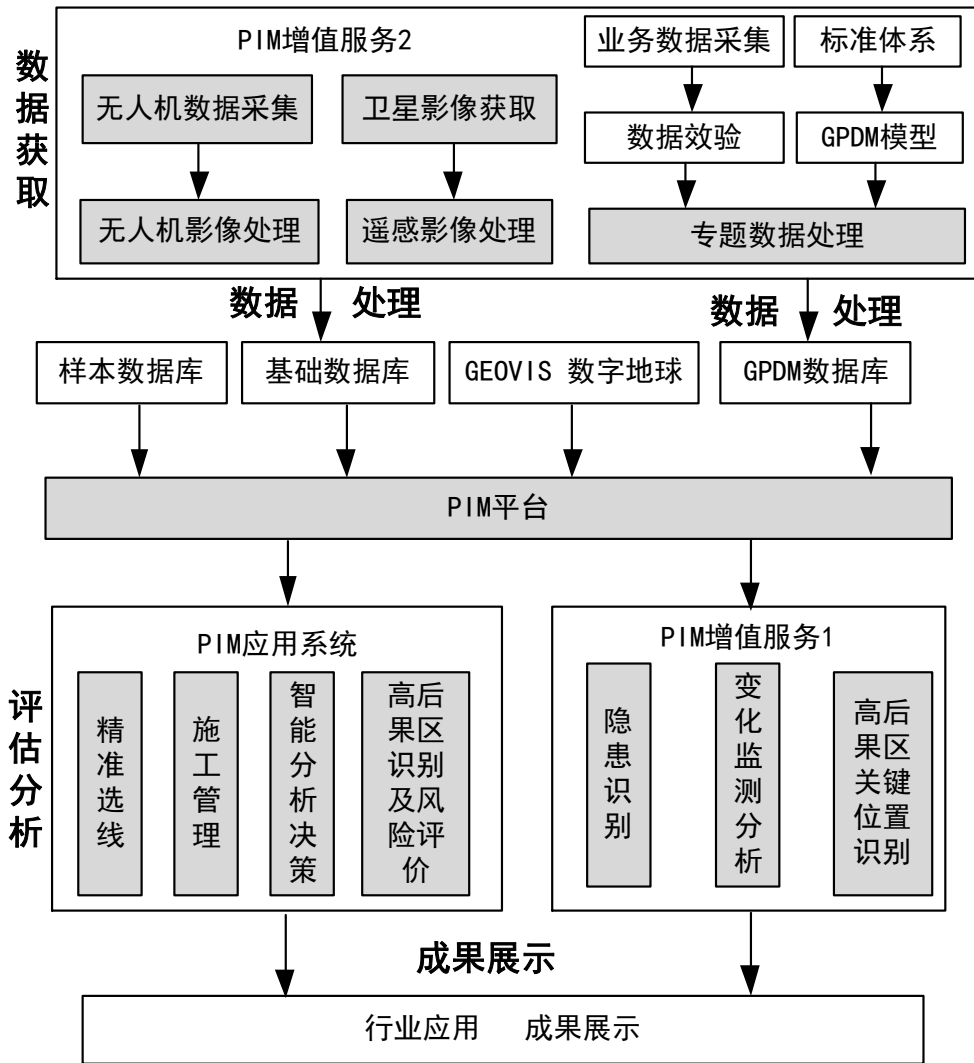 数据获取
PIM增值服务2
业务数据采集
标准体系
无人机数据采集
卫星影像获取
数据效验
GPDM模型
无人机影像处理
遥感影像处理
专题数据处理
数据 处理
数据 处理
样本数据库
基础数据库
GEOVIS 数字地球
GPDM数据库
PIM平台
评估分析
PIM应用系统
精准选线
施工管理
智能分析决策
高后
果区
识别
及风
险评
价
PIM增值服务1
隐患识别
变化监测分析
高后
果区
关键
位置
识别
成果展示
行业应用 成果展示